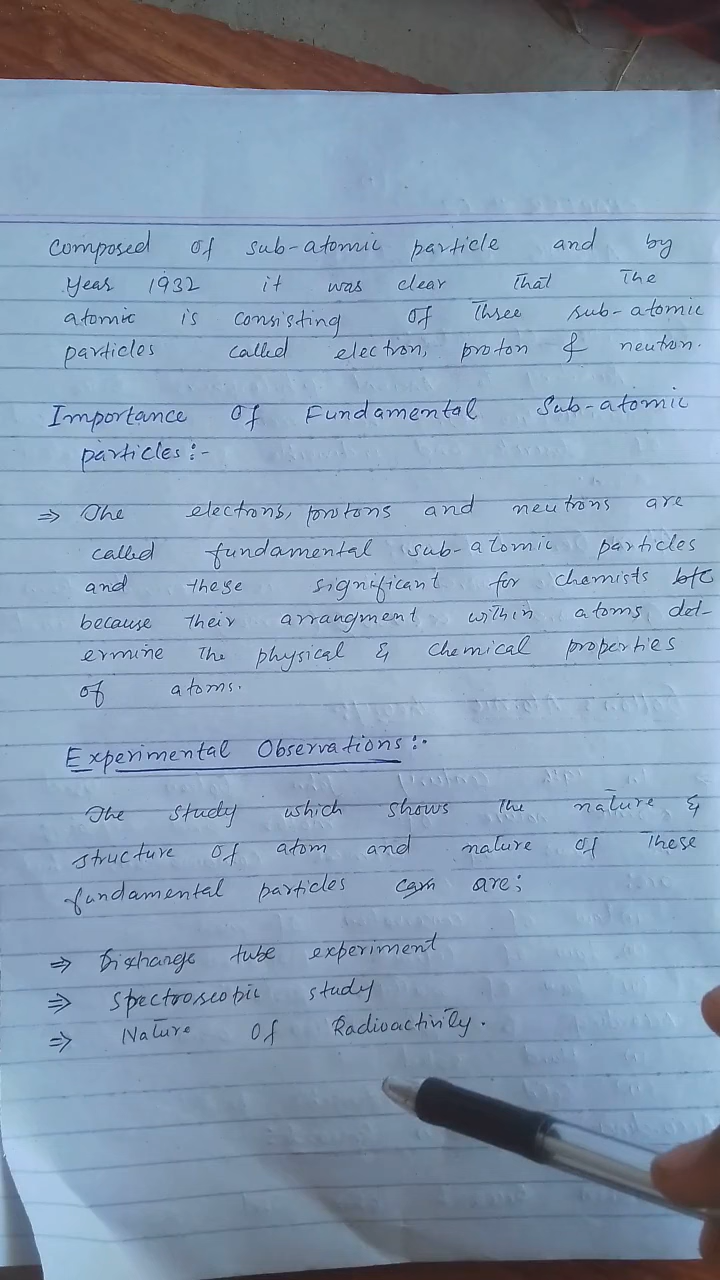 composed of sub-atomic particle and by
Year 1932 it was clear that the
atomic is consisting of three sub-atomic
particles called electron, proton & neutron.
Importance of Fundamental Sub-atomic
particles:-
⇒ The electrons, protons and neutrons are
called fundamental sub-atomic particles
and these significant for chemists
because their arrangment within atoms det-
ermine the physical & chemical properties
of atoms.
Experimental Observations:-
The study which shows the nature &
structure of atom and nature of these
fundamental particles are:
⇒ Discharge tube experiment
⇒ Spectroscopic study
⇒ Nature of Radioactivity.